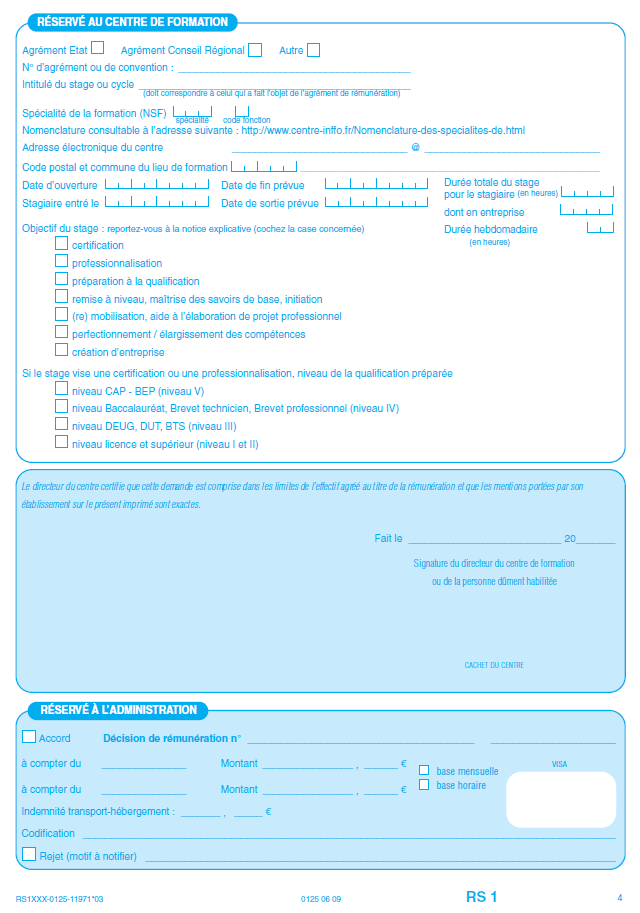 RÉSERVÉ AU CENTRE DE FORMATION
Agrément Etat Agrément Conseil Régional Autre
N° d'agrément ou de convention :
Intitulé du stage ou cycle
(doit correspondre à celui qui a fait l'objet de l'agrément de rémunération)
Spécialité de la formation (NSF)
spécialité code fonction
Nomenclature consultable à l'adresse suivante : http://www.centre-inffo.fr/Nomenclature-des-specialites-de.html
Adresse électronique du centre @
Code postal et commune du lieu de formation
Date d'ouverture Date de fin prévue Durée totale du stage
pour le stagiaire (en heures)
Stagiaire entré le Date de sortie prévue dont en entreprise
Objectif du stage : reportez-vous à la notice explicative (cochez la case concernée) Durée hebdomadaire
(en heures)
certification
professionnalisation
préparation à la qualification
remise à niveau, maîtrise des savoirs de base, initiation
(re) mobilisation, aide à l'élaboration de projet professionnel
perfectionnement / élargissement des compétences
création d'entreprise
Si le stage vise une certification ou une professionnalisation, niveau de la qualification préparée
niveau CAP - BEP (niveau V)
niveau Baccalauréat, Brevet technicien, Brevet professionnel (niveau IV)
niveau DEUG, DUT, BTS (niveau III)
niveau licence et supérieur (niveau I et II)
Le directeur du centre certifie que cette demande est comprise dans les limites de l'effectif agréé au titre de la rémunération et que les mentions portées par son
établissement sur le présent imprimé sont exactes.
Fait le 20
Signature du directeur du centre de formation
ou de la personne dûment habilitée
CACHET DU CENTRE
RÉSERVÉ À L'ADMINISTRATION
Accord Décision de rémunération n°
à compter du Montant , € VISA
base mensuelle
à compter du Montant , € base horaire
Indemnité transport-hébergement : , €
Codification
Rejet (motif à notifier)
RS1XXX-0125-11971*03 0125 06 09 RS 1 4